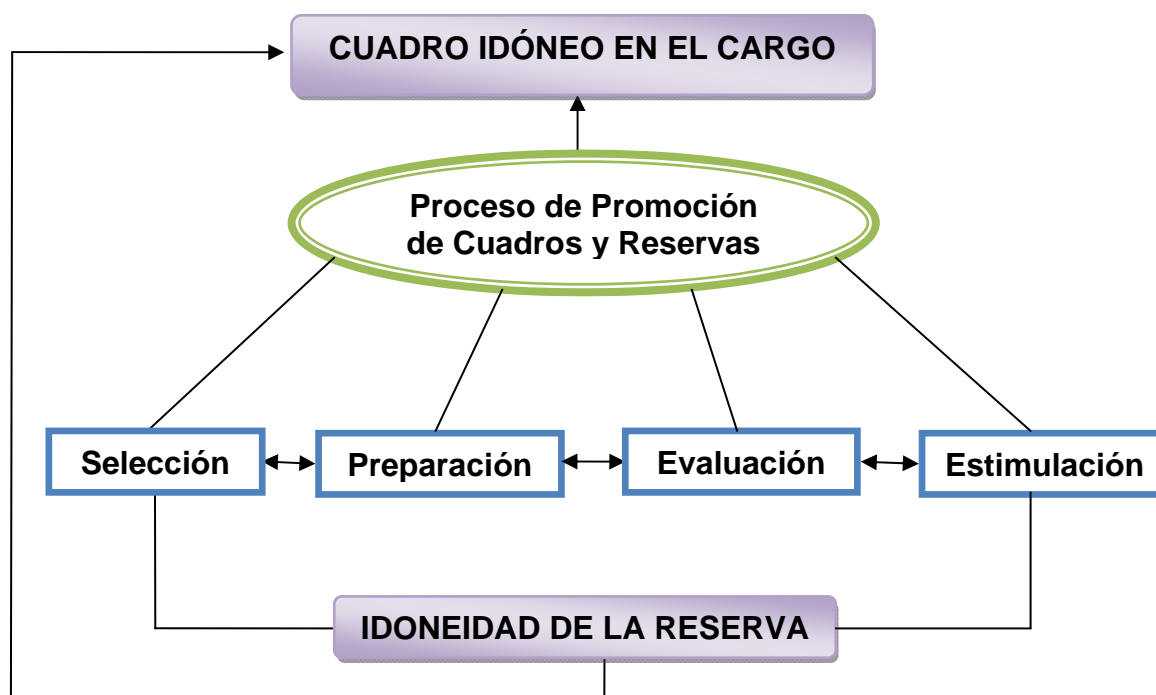 CUADRO IDÓNEO EN EL CARGO
Proceso de Promoción
de Cuadros y Reservas
Selección
Preparación
Evaluación
Estimulación
IDONEIDAD DE LA RESERVA